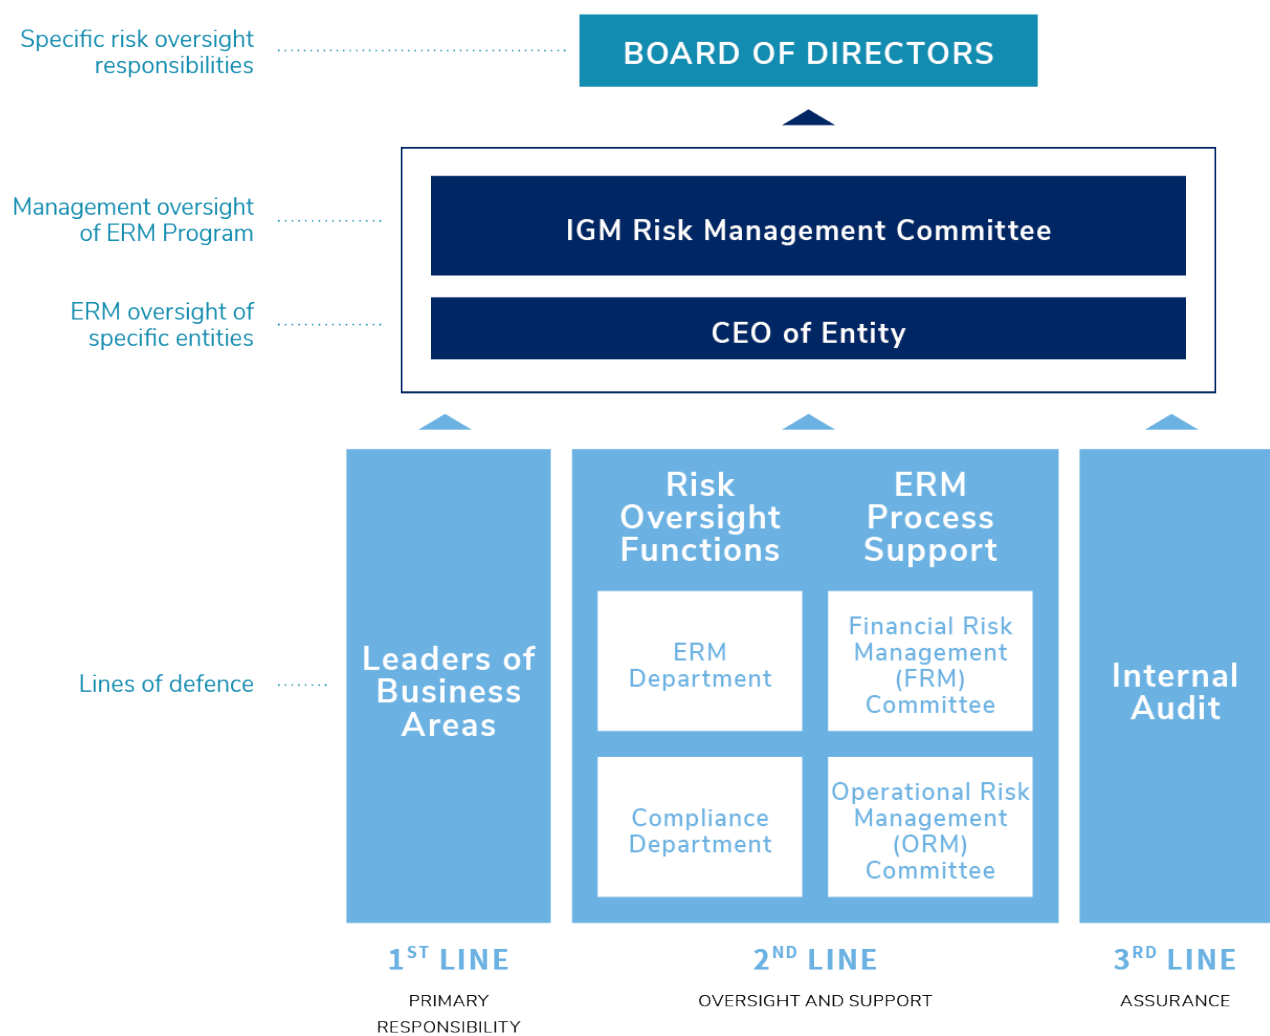 Specific risk oversight
responsibilities
BOARD OF DIRECTORS
Management oversight
of ERM Program
IGM Risk Management Committee
ERM oversight of
specific entities
CEO of Entity
Lines of defence
Leaders of
Business
Areas
Risk
Oversight
Functions
ERM
Department
Compliance
Department
ERM
Process
Support
Financial Risk
Management
(FRM)
Committee
Operational Risk
Management
(ORM)
Committee
Internal
Audit
1ST LINE
PRIMARY
RESPONSIBILITY
2ND LINE
OVERSIGHT AND SUPPORT
3RD LINE
ASSURANCE